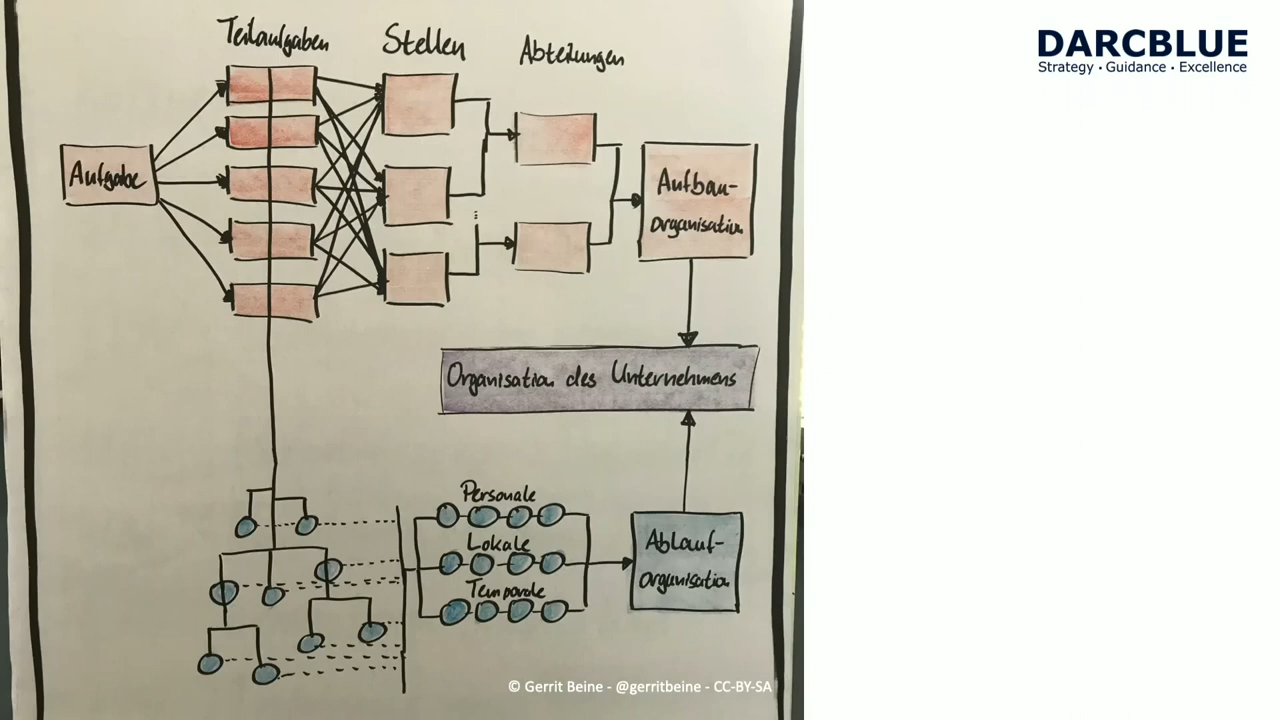 Teilaufgaben
Stellen
Abteilungen
DARCBLUE
Strategy · Guidance · Excellence
Aufgabe
Aufbau-
organisation
Organisation des Unternehmens
Personale
Lokale
Temporale
Ablauf-
organisation
© Gerrit Beine - @gerritbeine - CC-BY-SA